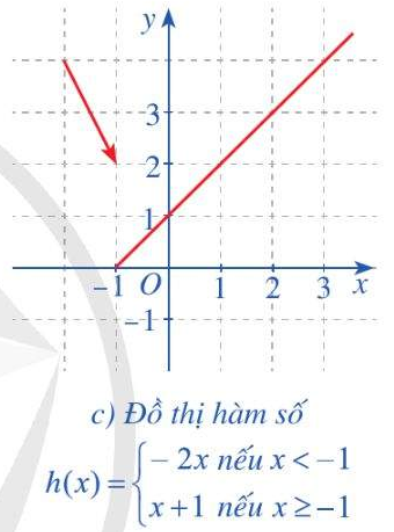 y
3
2
1
–1 O 1 2 3 x
–1
c) Đồ thị hàm số
h(x) = { – 2x nếu x < –1
x + 1 nếu x ≥ –1